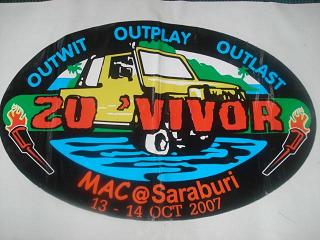 OUTWIT OUTPLAY OUTLAST
ZU 'VIVOR
MAC@Saraburi
13 - 14 OCT 2007